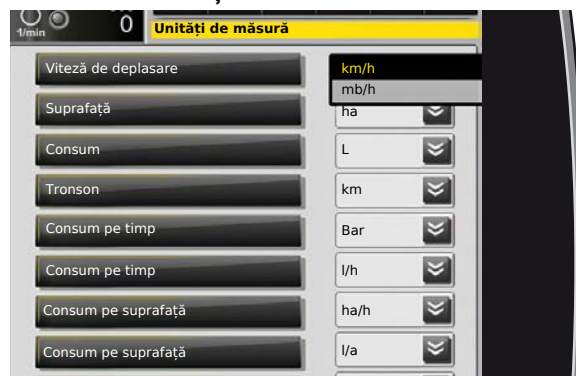 1/min
0
Unități de măsură
Viteză de deplasare
km/h
mb/h
Suprafață
ha
Consum
L
Tronson
km
Consum pe timp
Bar
Consum pe timp
l/h
Consum pe suprafață
ha/h
Consum pe suprafață
l/a